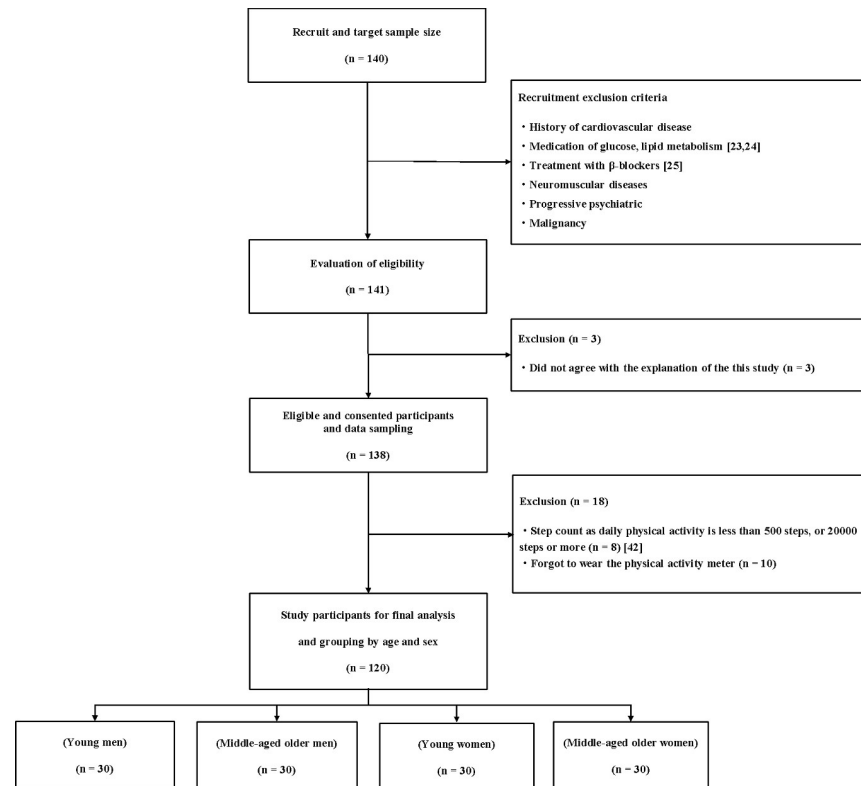 Recruit and target sample size
(n = 140)
Recruitment exclusion criteria
・History of cardiovascular disease
・Medication of glucose, lipid metabolism [23,24]
・Treatment with β-blockers [25]
・Neuromuscular diseases
・Progressive psychiatric
・Malignancy
Evaluation of eligibility
(n = 141)
Exclusion (n = 3)
・Did not agree with the explanation of the this study (n = 3)
Eligible and consented participants
and data sampling
(n = 138)
Exclusion (n = 18)
・Step count as daily physical activity is less than 500 steps, or 20000
steps or more (n = 8) [42]
・Forgot to wear the physical activity meter (n = 10)
Study participants for final analysis
and grouping by age and sex
(n = 120)
(Young men)
(n = 30)
(Middle-aged older men)
(n = 30)
(Young women)
(n = 30)
(Middle-aged older women)
(n = 30)